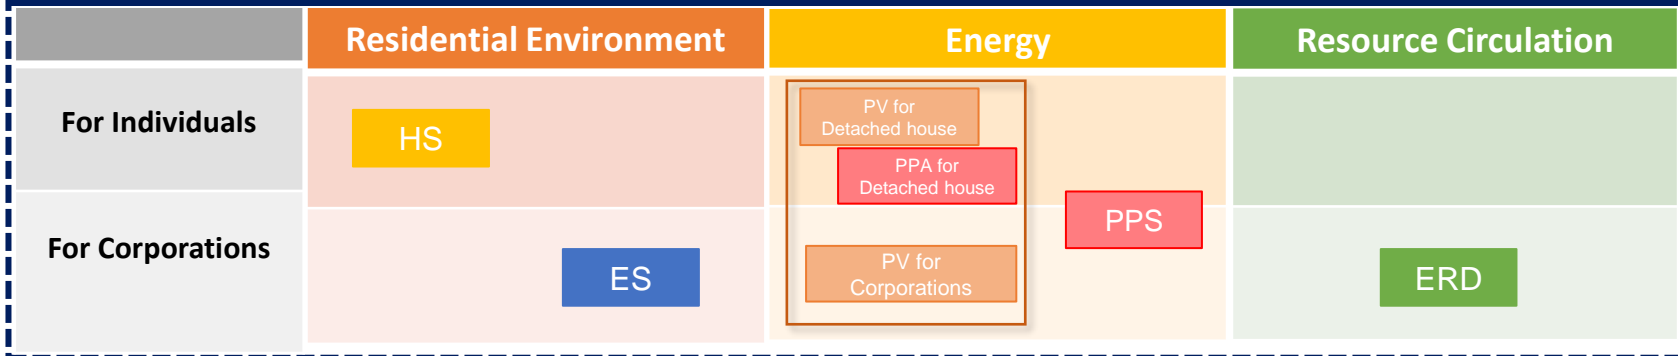 Residential Environment
Energy
Resource Circulation
For Individuals
HS
PV for
Detached house
PPA for
Detached house
PPS
For Corporations
ES
PV for
Corporations
ERD